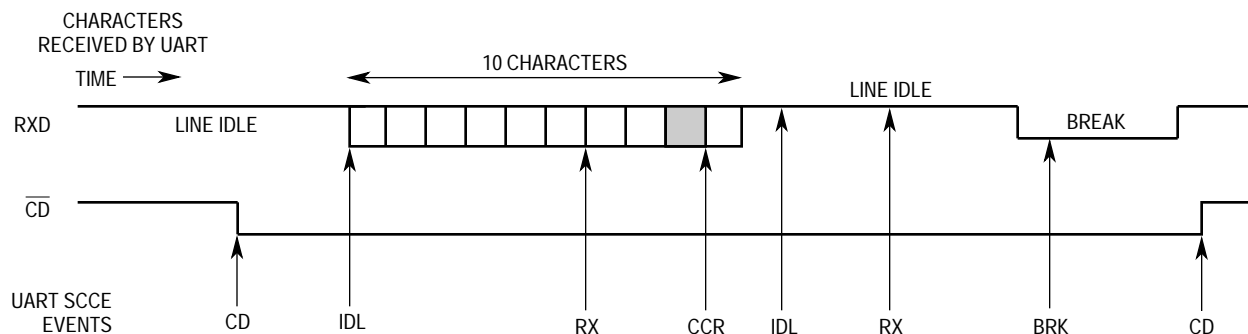 CHARACTERS
RECEIVED BY UART
TIME
10 CHARACTERS
RXD
LINE IDLE
LINE IDLE
BREAK
CD
UART SCCE
EVENTS
CD
IDL
RX
CCR
IDL
RX
BRK
CD